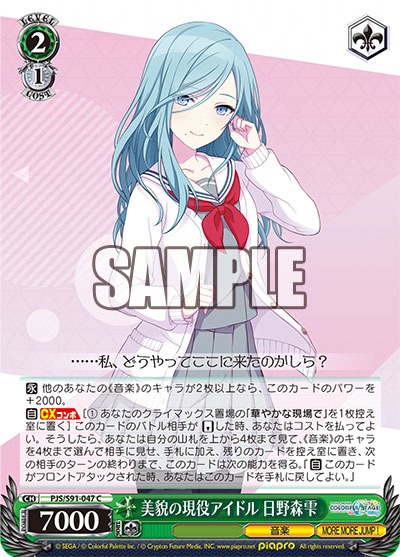 LEVEL
2
1
COST
SAMPLE
……私、どうやってここに来たのかしら?
永 他のあなたの《音楽》のキャラが2枚以上なら、このカードのパワーを
+2000。
自 CXコンボ [① あなたのクライマックス置場の「華やかな現場で」を1枚控え
室に置く] このカードのバトル相手が した時、あなたはコストを払ってよ
い。そうしたら、あなたは自分の山札を上から4枚まで見て、《音楽》のキャラ
を4枚まで選んで相手に見せ、手札に加え、残りのカードを控え室に置き、次
の相手のターンの終わりまで、このカードは次の能力を得る。『自 このカー
ドがフロントアタックされた時、あなたはこのカードを手札に戻してよい。』
CH PJS/S91-047 C
美貌の現役アイドル 日野森雫
COLORFUL STAGE!
POWER
7000
音楽
MORE MORE JUMP!
© SEGA / © Colorful Palette Inc. / © Crypton Future Media, INC. www.piapro.net piapro All rights reserved.